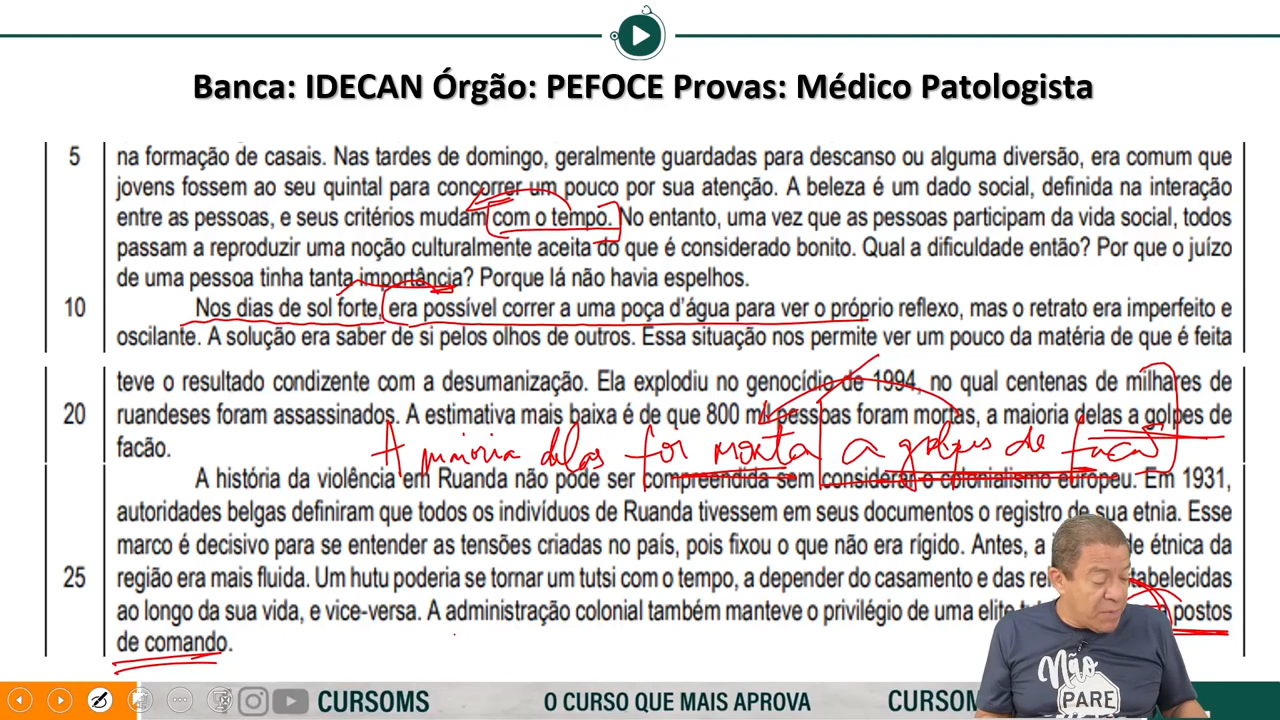 Banca: IDECAN Órgão: PEFOCE Provas: Médico Patologista
5 na formação de casais. Nas tardes de domingo, geralmente guardadas para descanso ou alguma diversão, era comum que
jovens fossem ao seu quintal para concorrer um pouco por sua atenção. A beleza é um dado social, definida na interação
entre as pessoas, e seus critérios mudam com o tempo. No entanto, uma vez que as pessoas participam da vida social, todos
passam a reproduzir uma noção culturalmente aceita do que é considerado bonito. Qual a dificuldade então? Por que o juízo
de uma pessoa tinha tanta importância? Porque lá não havia espelhos.
10 Nos dias de sol forte, era possível correr a uma poça d'água para ver o próprio reflexo, mas o retrato era imperfeito e
oscilante. A solução era saber de si pelos olhos de outros. Essa situação nos permite ver um pouco da matéria de que é feita
teve o resultado condizente com a desumanização. Ela explodiu no genocídio de 1994, no qual centenas de milhares de
20 ruandeses foram assassinados. A estimativa mais baixa é de que 800 mil pessoas foram mortas, a maioria delas a golpes de
facão.
A maioria delas foi morta a golpes de facão
A história da violência em Ruanda não pode ser compreendida sem considerar o colonialismo europeu. Em 1931,
autoridades belgas definiram que todos os indivíduos de Ruanda tivessem em seus documentos o registro de sua etnia. Esse
marco é decisivo para se entender as tensões criadas no país, pois fixou o que não era rígido. Antes, a de étnica da
25 região era mais fluida. Um hutu poderia se tornar um tutsi com o tempo, a depender do casamento e das tabelecidas
ao longo da sua vida, e vice-versa. A administração colonial também manteve o privilégio de uma elite postos
de comando.
CURSOMS O CURSO QUE MAIS APROVA CURSOM
Não
PARE